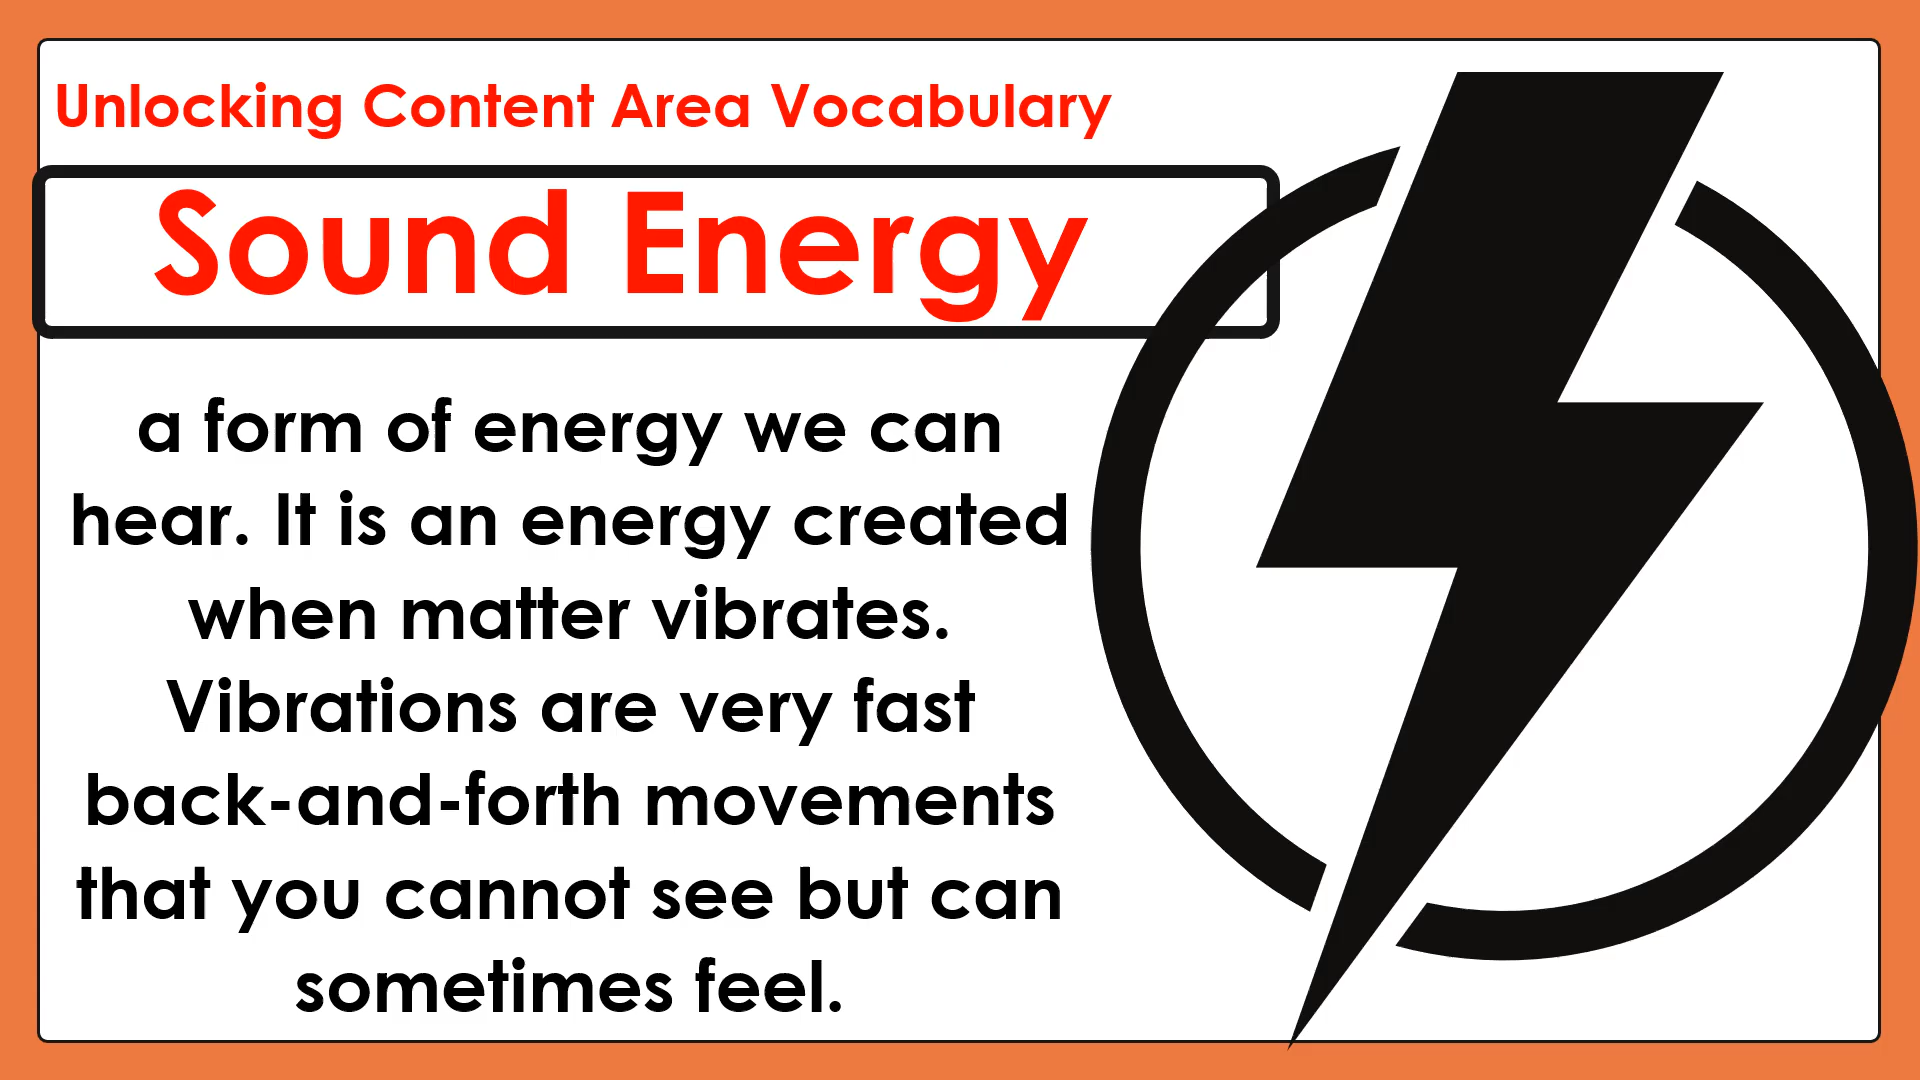 Unlocking Content Area Vocabulary
Sound Energy
a form of energy we can
hear. It is an energy created
when matter vibrates.
Vibrations are very fast
back-and-forth movements
that you cannot see but can
sometimes feel.